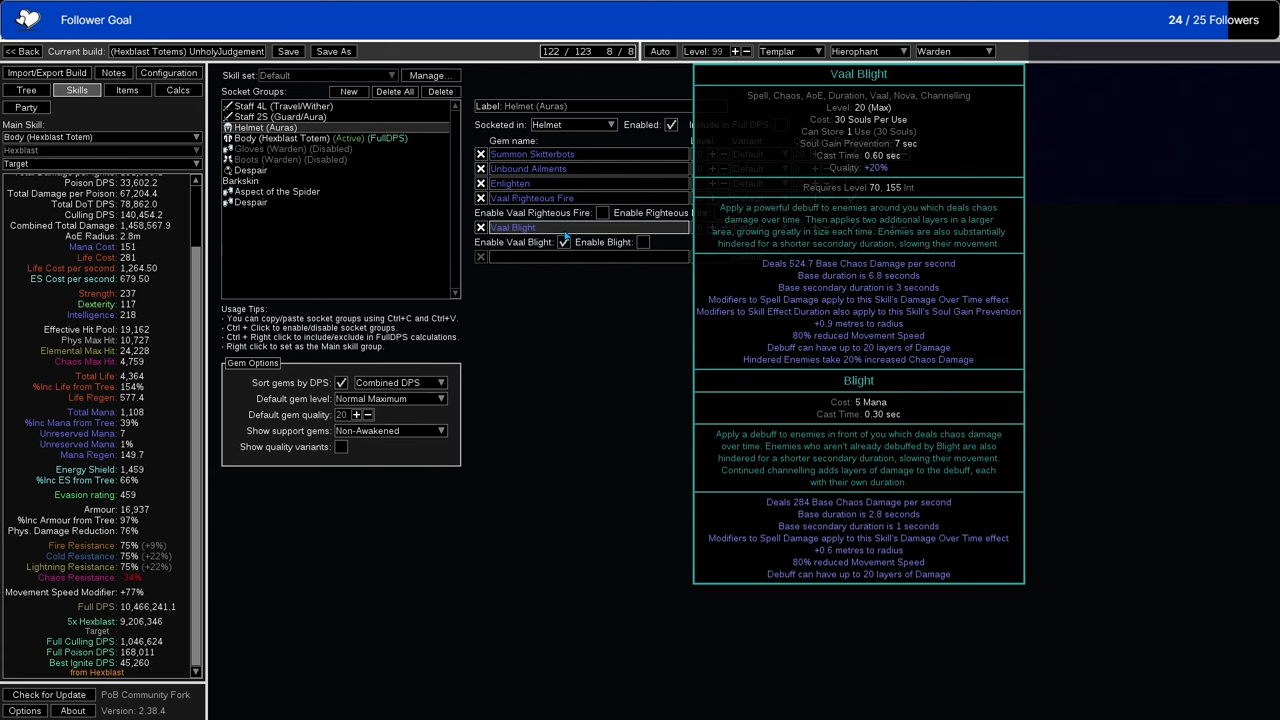 Follower Goal
24 / 25 Followers
<< Back Current build: (Hexblast Totems) UnholyJudgement Save Save As 122 / 123 8 / 8 Auto Level: 99 Templar Hierophant Warden
Import/Export Build Notes Configuration
Tree Skills Items Calcs
Party
Main Skill:
Body (Hexblast Totem)
Hexblast
Target
Total Damage per Ignite: 333,388.2
Poison DPS: 33,602.2
Total Damage per Poison: 67,204.4
Total DoT DPS: 78,862.0
Culling DPS: 140,454.2
Combined Total Damage: 1,458,567.9
AoE Radius: 2.8m
Mana Cost: 151
Life Cost: 281
Life Cost per second: 1,264.50
ES Cost per second: 679.50
Strength: 237
Dexterity: 117
Intelligence: 218
Effective Hit Pool: 19,162
Phys Max Hit: 10,727
Elemental Max Hit: 24,228
Chaos Max Hit: 4,759
Total Life: 4,364
%Inc Life from Tree: 154%
Life Regen: 577.4
Total Mana: 1,108
%Inc Mana from Tree: 39%
Unreserved Mana: 7
Unreserved Mana: 1%
Mana Regen: 149.7
Energy Shield: 1,459
%Inc ES from Tree: 66%
Evasion rating: 459
Armour: 16,937
%Inc Armour from Tree: 97%
Phys. Damage Reduction: 76%
Fire Resistance: 75% (+9%)
Cold Resistance: 75% (+22%)
Lightning Resistance: 75% (+22%)
Chaos Resistance: -34%
Movement Speed Modifier: +77%
Full DPS: 10,466,241.1
5x Hexblast: 9,206,346
Target
Full Culling DPS: 1,046,624
Full Poison DPS: 168,011
Best Ignite DPS: 45,260
from Hexblast
Check for Update PoB Community Fork
Options About Version: 2.38.4
Skill set: Default Manage...
Socket Groups: New Delete All Delete
Staff 4L (Travel/Wither)
Staff 2S (Guard/Aura)
Helmet (Auras)
Body (Hexblast Totem) (Active) (FullDPS)
Gloves (Warden) (Disabled)
Boots (Warden) (Disabled)
Despair
Barkskin
Aspect of the Spider
Despair
Usage Tips:
- You can copy/paste socket groups using Ctrl+C and Ctrl+V.
- Ctrl + Click to enable/disable socket groups.
- Ctrl + Right click to include/exclude in FullDPS calculations.
- Right click to set as the Main skill group.
Gem Options
Sort gems by DPS: Combined DPS
Default gem level: Normal Maximum
Default gem quality: 20
Show support gems: Non-Awakened
Show quality variants:
Label: Helmet (Auras)
Socketed in: Helmet Enabled: Include in Full DPS
Gem name:
Summon Skitterbots
Unbound Ailments
Enlighten
Vaal Righteous Fire
Enable Vaal Righteous Fire: Enable Righteous Fire
Vaal Blight
Enable Vaal Blight: Enable Blight:
Vaal Blight
Spell, Chaos, AoE, Duration, Vaal, Nova, Channelling
Level: 20 (Max)
Cost: 30 Souls Per Use
Can Store 1 Use (30 Souls)
Soul Gain Prevention: 7 sec
Cast Time: 0.60 sec
Quality: +20%
Requires Level 70, 155 Int
Apply a powerful debuff to enemies around you which deals chaos
damage over time. Then applies two additional layers in a larger
area, growing greatly in size each time. Enemies are also substantially
hindered for a shorter secondary duration, slowing their movement.
Deals 524.7 Base Chaos Damage per second
Base duration is 6.8 seconds
Base secondary duration is 3 seconds
Modifiers to Spell Damage apply to this Skill's Damage Over Time effect
Modifiers to Skill Effect Duration also apply to this Skill's Soul Gain Prevention
+0.9 metres to radius
80% reduced Movement Speed
Debuff can have up to 20 layers of Damage
Hindered Enemies take 20% increased Chaos Damage
Blight
Cost: 5 Mana
Cast Time: 0.30 sec
Apply a debuff to enemies in front of you which deals chaos damage
over time. Enemies who aren't already debuffed by Blight are also
hindered for a shorter secondary duration, slowing their movement.
Continued channelling adds layers of damage to the debuff, each
with their own duration.
Deals 284 Base Chaos Damage per second
Base duration is 2.8 seconds
Base secondary duration is 1 seconds
Modifiers to Spell Damage apply to this Skill's Damage Over Time effect
+0.6 metres to radius
80% reduced Movement Speed
Debuff can have up to 20 layers of Damage